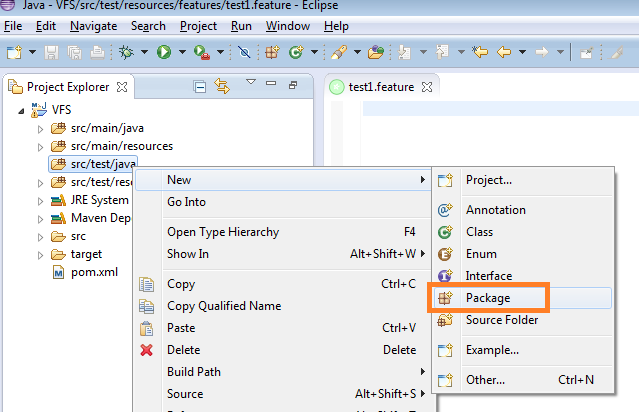 Java - VFS/src/test/resources/features/test1.feature - Eclipse
File Edit Navigate Search Project Run Window Help
Project Explorer
test1.feature
VFS
src/main/java
src/main/resources
src/test/java
src/test/reso
JRE System
Maven Dep
src
target
pom.xml
New
Go Into
Open Type Hierarchy F4
Show In Alt+Shift+W
Copy Ctrl+C
Copy Qualified Name
Paste Ctrl+V
Delete Delete
Build Path
Source Alt+Shift+S
Project...
Annotation
Class
Enum
Interface
Package
Source Folder
Example...
Other... Ctrl+N